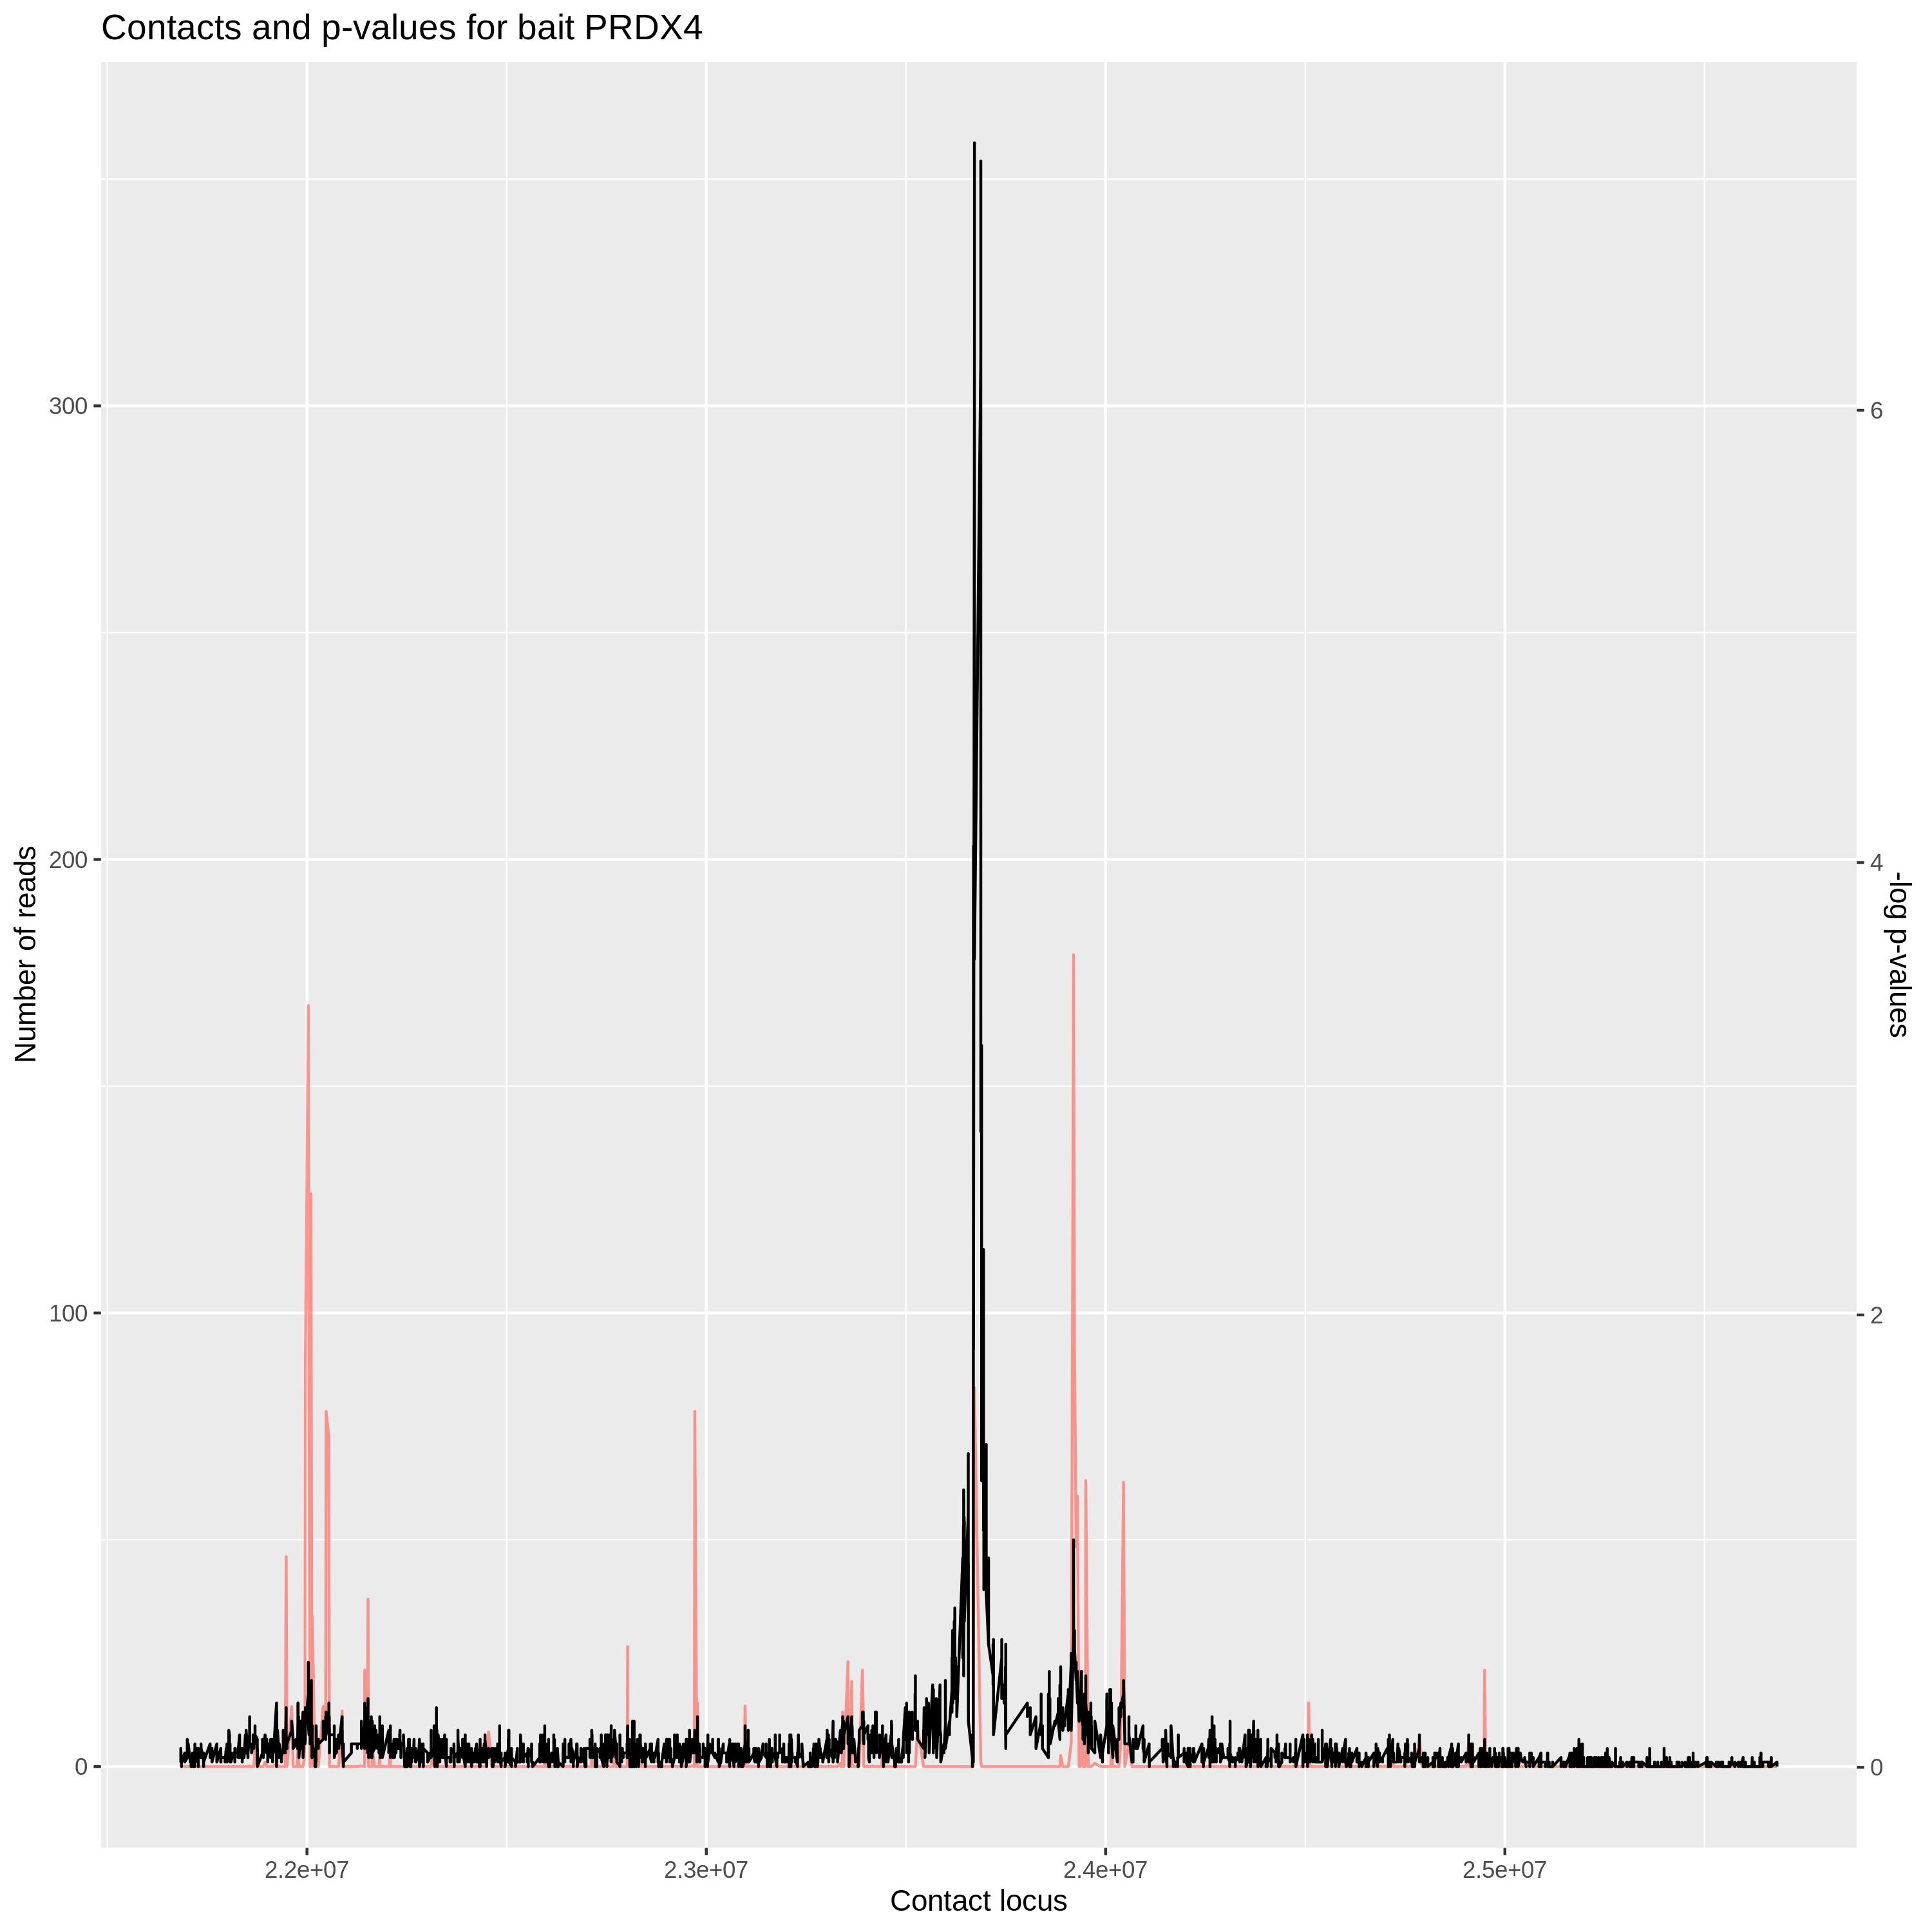 Contacts and p-values for bait PRDX4
300
200
100
0
Number of reads
6
4
2
0
-log p-values
2.2e+07
2.3e+07
2.4e+07
2.5e+07
Contact locus